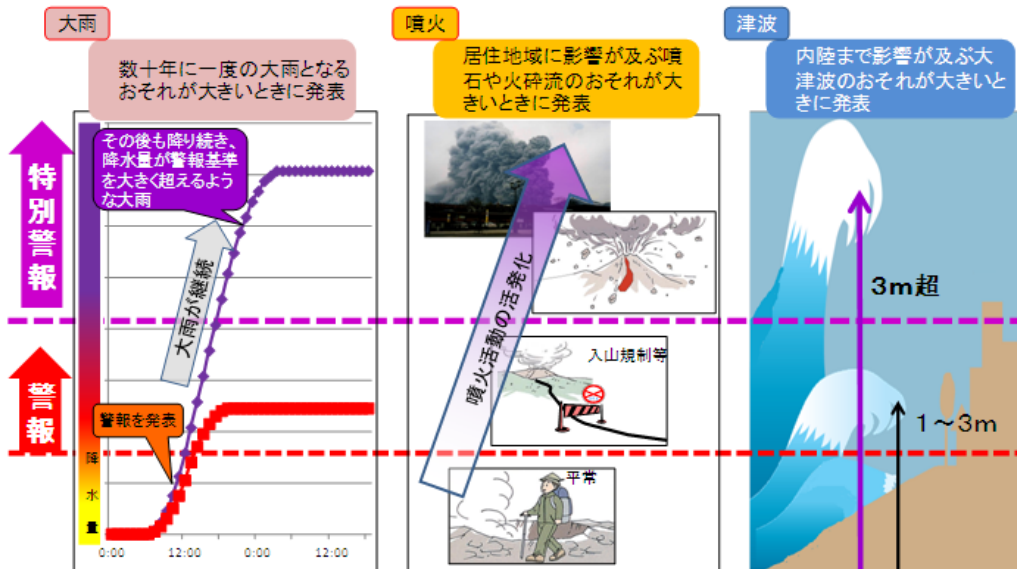 大雨
数十年に一度の大雨となる
おそれが大きいときに発表
噴火
居住地域に影響が及ぶ噴
石や火砕流のおそれが大
きいときに発表
津波
内陸まで影響が及ぶ大
津波のおそれが大きいと
きに発表
特別警報
警報
その後も降り続き、
降水量が警報基準
を大きく超えるよう
な大雨
大雨が継続
警報を発表
降水量
0:00
12:00
0:00
12:00
噴火活動の活発化
入山規制等
平常
3m超
1～3m